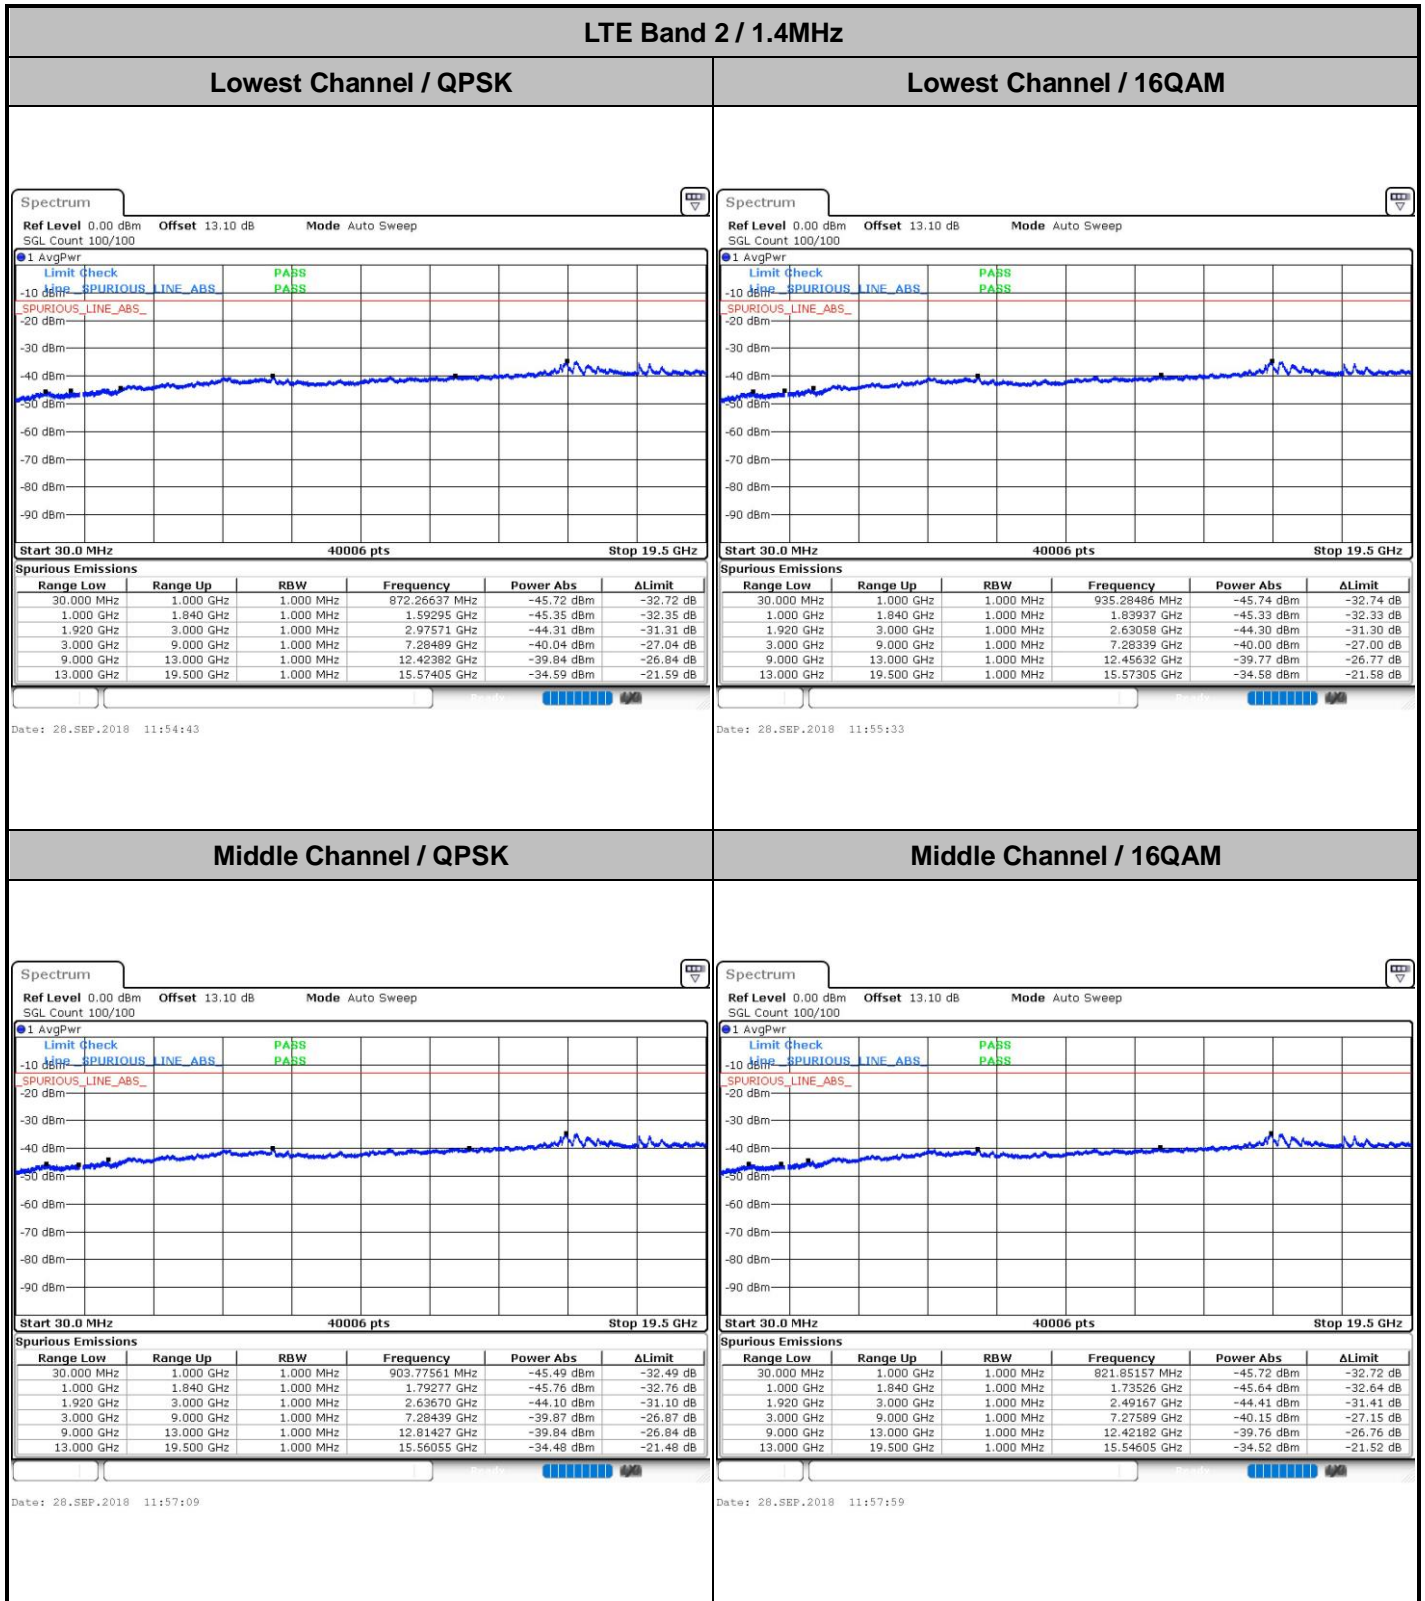 LTE Band 2 / 1.4MHz
Lowest Channel / QPSK
Lowest Channel / 16QAM
Spectrum
Ref Level 0.00 dBm Offset 13.10 dB Mode Auto Sweep
SGL Count 100/100
1 AvgPwr
Limit Check PASS
Line _SPURIOUS_LINE_ABS_ PASS
-10 dBm
_SPURIOUS_LINE_ABS_
-20 dBm
-30 dBm
-40 dBm
-50 dBm
-60 dBm
-70 dBm
-80 dBm
-90 dBm
Start 30.0 MHz 40006 pts Stop 19.5 GHz
Spurious Emissions
Range Low Range Up RBW Frequency Power Abs ΔLimit
30.000 MHz 1.000 GHz 1.000 MHz 872.26637 MHz -45.72 dBm -32.72 dB
1.000 GHz 1.840 GHz 1.000 MHz 1.59295 GHz -45.35 dBm -32.35 dB
1.920 GHz 3.000 GHz 1.000 MHz 2.97571 GHz -44.31 dBm -31.31 dB
3.000 GHz 9.000 GHz 1.000 MHz 7.28489 GHz -40.04 dBm -27.04 dB
9.000 GHz 13.000 GHz 1.000 MHz 12.42382 GHz -39.84 dBm -26.84 dB
13.000 GHz 19.500 GHz 1.000 MHz 15.57405 GHz -34.59 dBm -21.59 dB
Date: 28.SEP.2018 11:54:43
Spectrum
Ref Level 0.00 dBm Offset 13.10 dB Mode Auto Sweep
SGL Count 100/100
1 AvgPwr
Limit Check PASS
Line _SPURIOUS_LINE_ABS_ PASS
-10 dBm
_SPURIOUS_LINE_ABS_
-20 dBm
-30 dBm
-40 dBm
-50 dBm
-60 dBm
-70 dBm
-80 dBm
-90 dBm
Start 30.0 MHz 40006 pts Stop 19.5 GHz
Spurious Emissions
Range Low Range Up RBW Frequency Power Abs ΔLimit
30.000 MHz 1.000 GHz 1.000 MHz 935.28486 MHz -45.74 dBm -32.74 dB
1.000 GHz 1.840 GHz 1.000 MHz 1.83937 GHz -45.33 dBm -32.33 dB
1.920 GHz 3.000 GHz 1.000 MHz 2.63058 GHz -44.30 dBm -31.30 dB
3.000 GHz 9.000 GHz 1.000 MHz 7.28339 GHz -40.00 dBm -27.00 dB
9.000 GHz 13.000 GHz 1.000 MHz 12.45632 GHz -39.77 dBm -26.77 dB
13.000 GHz 19.500 GHz 1.000 MHz 15.57305 GHz -34.58 dBm -21.58 dB
Date: 28.SEP.2018 11:55:33
Middle Channel / QPSK
Middle Channel / 16QAM
Spectrum
Ref Level 0.00 dBm Offset 13.10 dB Mode Auto Sweep
SGL Count 100/100
1 AvgPwr
Limit Check PASS
Line _SPURIOUS_LINE_ABS_ PASS
-10 dBm
_SPURIOUS_LINE_ABS_
-20 dBm
-30 dBm
-40 dBm
-50 dBm
-60 dBm
-70 dBm
-80 dBm
-90 dBm
Start 30.0 MHz 40006 pts Stop 19.5 GHz
Spurious Emissions
Range Low Range Up RBW Frequency Power Abs ΔLimit
30.000 MHz 1.000 GHz 1.000 MHz 903.77561 MHz -45.49 dBm -32.49 dB
1.000 GHz 1.840 GHz 1.000 MHz 1.79277 GHz -45.76 dBm -32.76 dB
1.920 GHz 3.000 GHz 1.000 MHz 2.63670 GHz -44.10 dBm -31.10 dB
3.000 GHz 9.000 GHz 1.000 MHz 7.28439 GHz -39.87 dBm -26.87 dB
9.000 GHz 13.000 GHz 1.000 MHz 12.81427 GHz -39.84 dBm -26.84 dB
13.000 GHz 19.500 GHz 1.000 MHz 15.56055 GHz -34.48 dBm -21.48 dB
Date: 28.SEP.2018 11:57:09
Spectrum
Ref Level 0.00 dBm Offset 13.10 dB Mode Auto Sweep
SGL Count 100/100
1 AvgPwr
Limit Check PASS
Line _SPURIOUS_LINE_ABS_ PASS
-10 dBm
_SPURIOUS_LINE_ABS_
-20 dBm
-30 dBm
-40 dBm
-50 dBm
-60 dBm
-70 dBm
-80 dBm
-90 dBm
Start 30.0 MHz 40006 pts Stop 19.5 GHz
Spurious Emissions
Range Low Range Up RBW Frequency Power Abs ΔLimit
30.000 MHz 1.000 GHz 1.000 MHz 821.85157 MHz -45.72 dBm -32.72 dB
1.000 GHz 1.840 GHz 1.000 MHz 1.73526 GHz -45.64 dBm -32.64 dB
1.920 GHz 3.000 GHz 1.000 MHz 2.49167 GHz -44.41 dBm -31.41 dB
3.000 GHz 9.000 GHz 1.000 MHz 7.27589 GHz -40.15 dBm -27.15 dB
9.000 GHz 13.000 GHz 1.000 MHz 12.42182 GHz -39.76 dBm -26.76 dB
13.000 GHz 19.500 GHz 1.000 MHz 15.54605 GHz -34.52 dBm -21.52 dB
Date: 28.SEP.2018 11:57:59